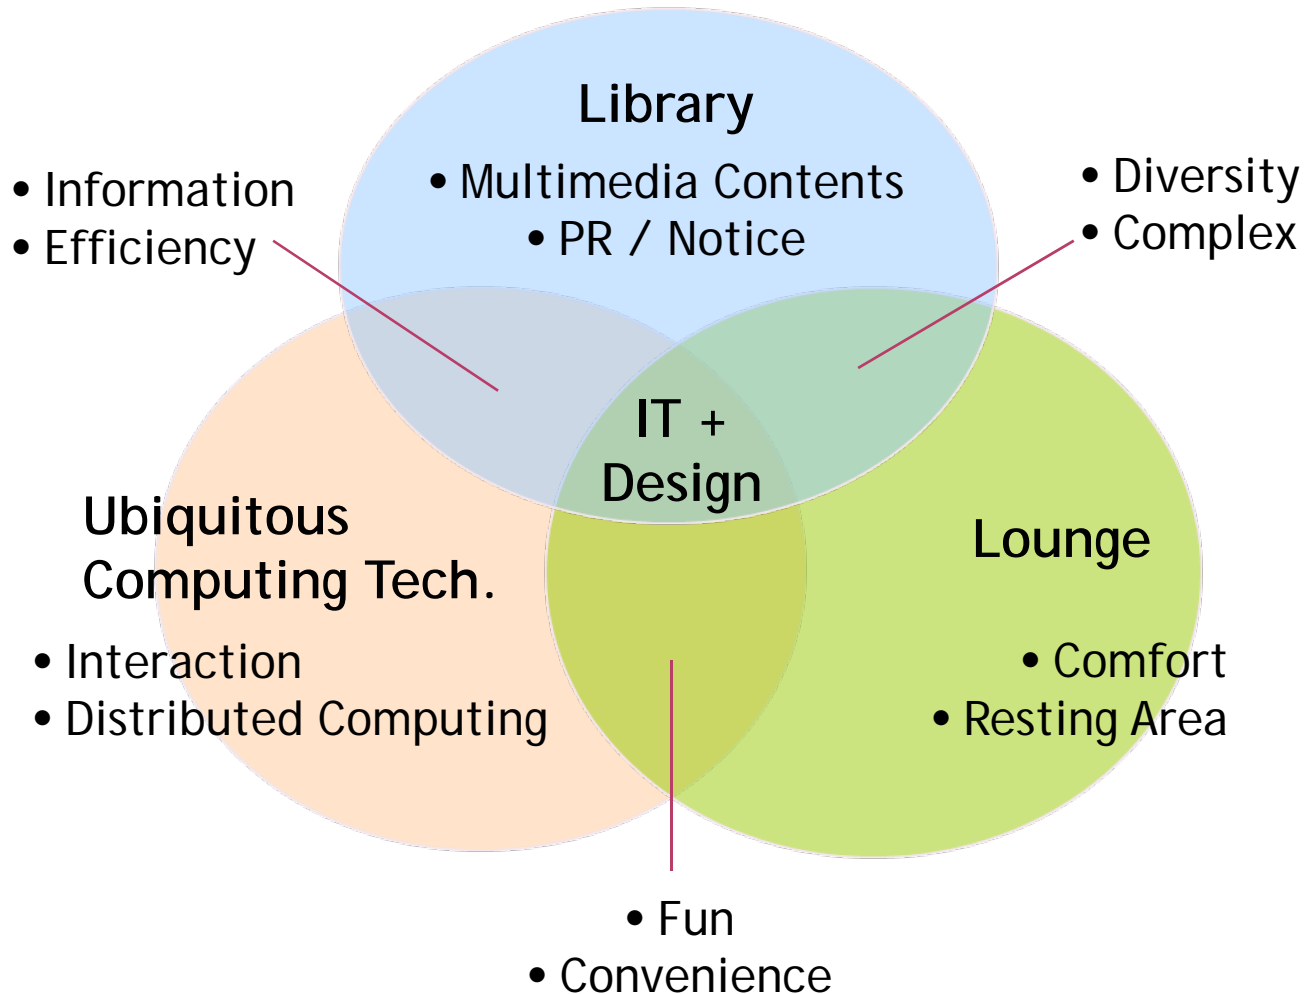 Library
• Multimedia Contents
• PR / Notice
• Information
• Efficiency
• Diversity
• Complex
IT +
Design
Ubiquitous
Computing Tech.
• Interaction
• Distributed Computing
Lounge
• Comfort
• Resting Area
• Fun
• Convenience